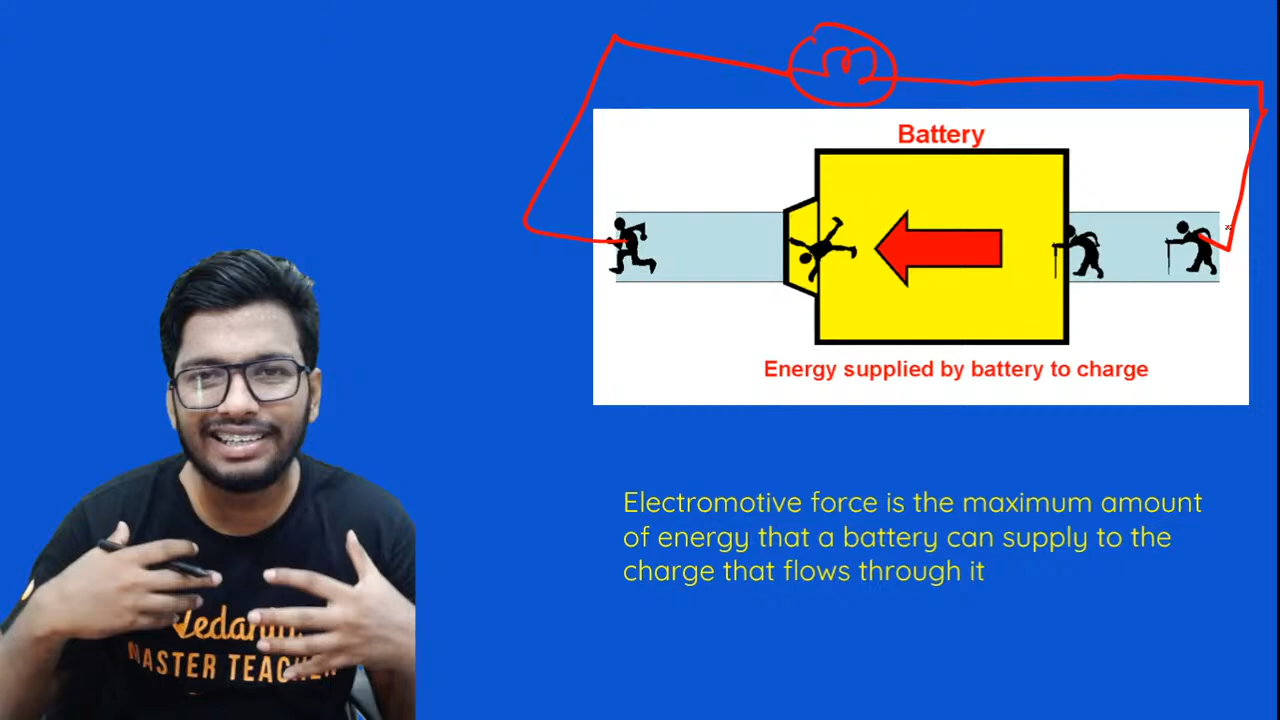 Battery
Energy supplied by battery to charge
Electromotive force is the maximum amount
of energy that a battery can supply to the
charge that flows through it
MASTER TEACHER